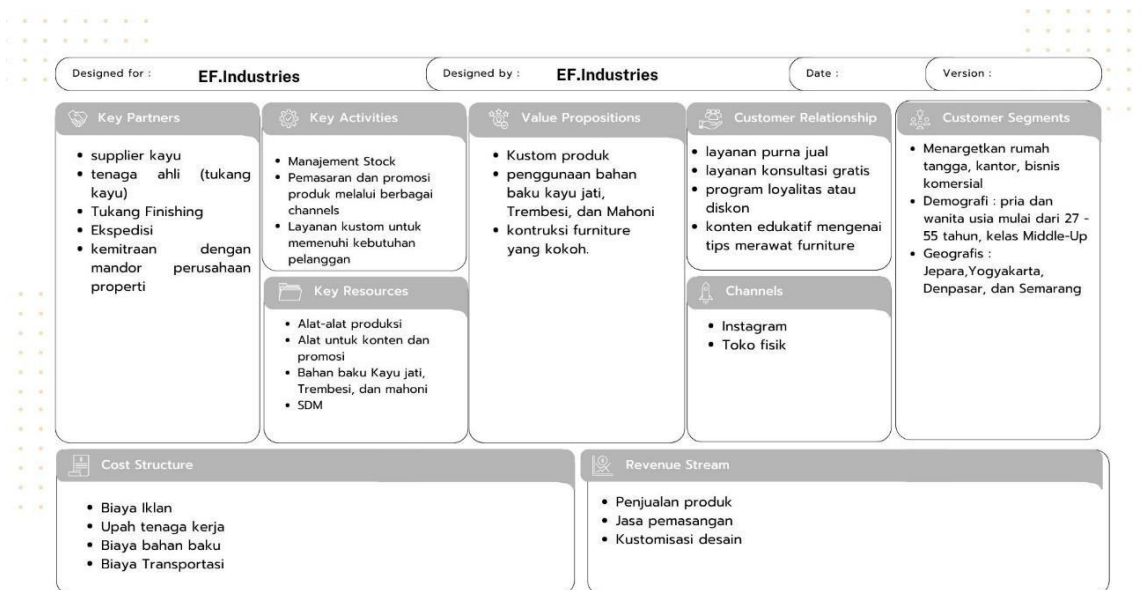 Designed for : EF.Industries
Designed by : EF.Industries
Date :
Version :
Key Partners
• supplier kayu
• tenaga ahli (tukang
kayu)
• Tukang Finishing
• Ekspedisi
• kemitraan dengan
mandor perusahaan
properti
Key Activities
• Manajement Stock
• Pemasaran dan promosi
produk melalui berbagai
channels
• Layanan kustom untuk
memenuhi kebutuhan
pelanggan
Key Resources
• Alat-alat produksi
• Alat untuk konten dan
promosi
• Bahan baku Kayu jati,
Trembesi, dan mahoni
• SDM
Value Propositions
• Kustom produk
• penggunaan bahan
baku kayu jati,
Trembesi, dan Mahoni
• kontruksi furniture
yang kokoh.
Customer Relationship
• layanan purna jual
• layanan konsultasi gratis
• program loyalitas atau
diskon
• konten edukatif mengenai
tips merawat furniture
Channels
• Instagram
• Toko fisik
Customer Segments
• Menargetkan rumah
tangga, kantor, bisnis
komersial
• Demografi : pria dan
wanita usia mulai dari 27 -
55 tahun, kelas Middle-Up
• Geografis :
Jepara,Yogyakarta,
Denpasar, dan Semarang
Cost Structure
• Biaya Iklan
• Upah tenaga kerja
• Biaya bahan baku
• Biaya Transportasi
Revenue Stream
• Penjualan produk
• Jasa pemasangan
• Kustomisasi desain